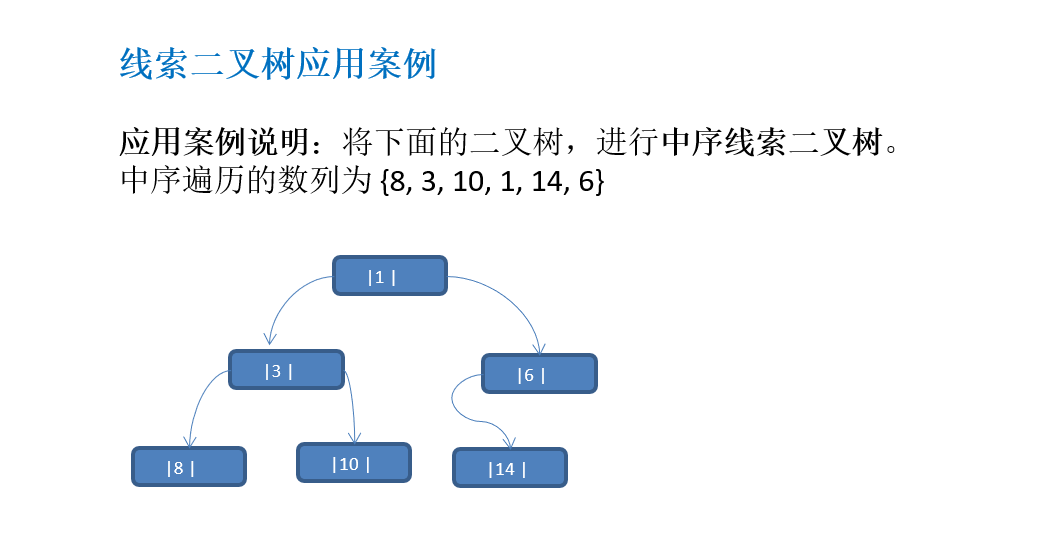 线索二叉树应用案例
应用案例说明：将下面的二叉树，进行中序线索二叉树。
中序遍历的数列为 {8, 3, 10, 1, 14, 6}
|1 |
|3 |
|6 |
|8 |
|10 |
|14 |